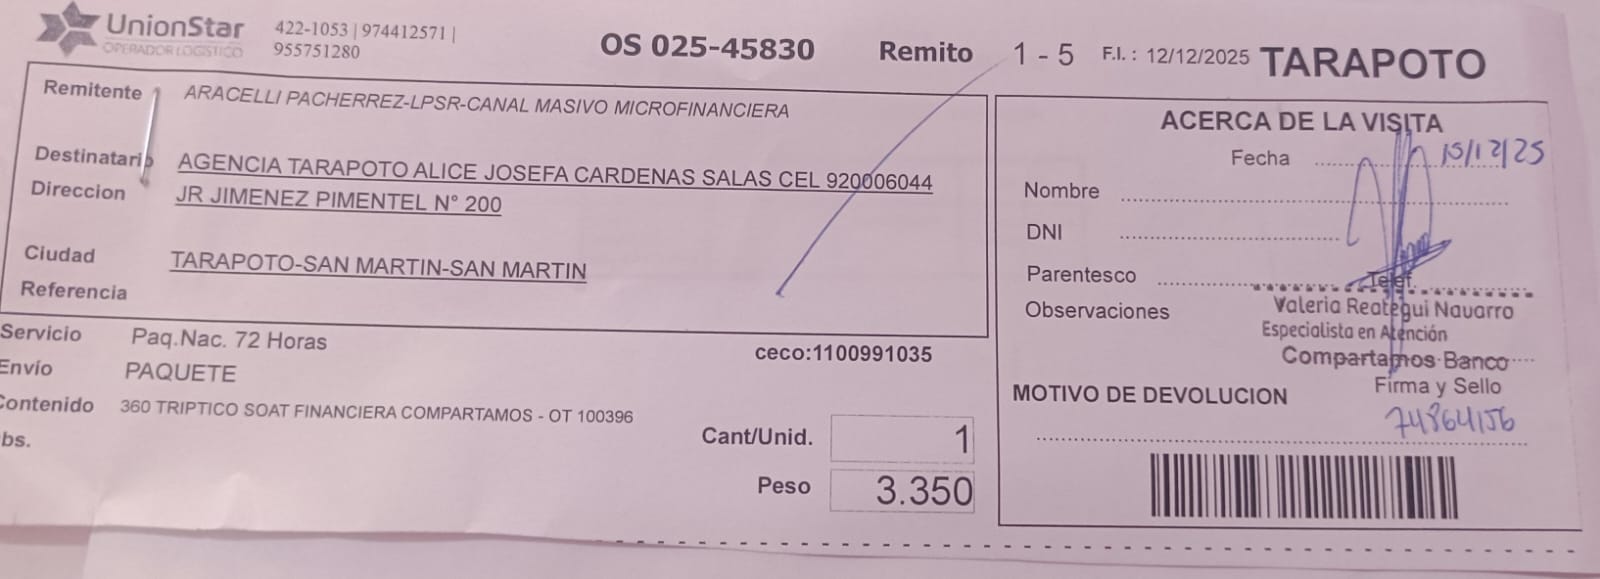 UnionStar
OPERADOR LOGISTICO
422-1053 | 974412571 |
955751280
OS 025-45830
Remito 1 - 5
F.I. : 12/12/2025
TARAPOTO
Remitente ARACELLI PACHERREZ-LPSR-CANAL MASIVO MICROFINANCIERA
Destinatario AGENCIA TARAPOTO ALICE JOSEFA CARDENAS SALAS CEL 920006044
Direccion JR JIMENEZ PIMENTEL N° 200
Ciudad TARAPOTO-SAN MARTIN-SAN MARTIN
Referencia
Servicio Paq.Nac. 72 Horas
Envío PAQUETE
Contenido 360 TRIPTICO SOAT FINANCIERA COMPARTAMOS - OT 100396
bs.
ceco:1100991035
Cant/Unid. 1
Peso 3.350
ACERCA DE LA VISITA
Fecha 15/12/25
Nombre
DNI
Parentesco Telef.
Observaciones
Valeria Reategui Navarro
Especialista en Atención
Compartamos Banco
Firma y Sello
MOTIVO DE DEVOLUCION
74864156